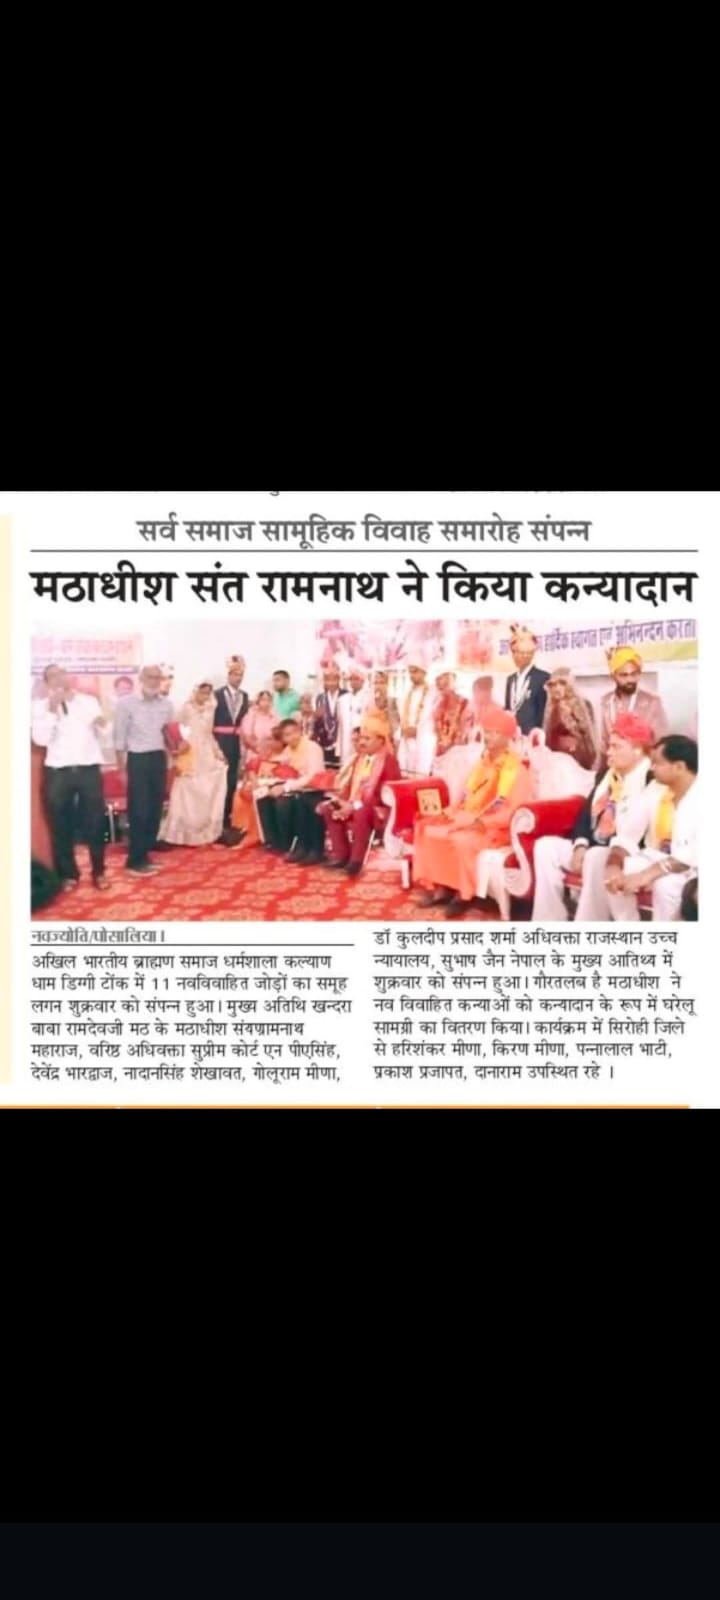 सर्व समाज सामूहिक विवाह समारोह संपन्न
मठाधीश संत रामनाथ ने किया कन्यादान
हार्दिक स्वागत एवं अभिनन्दन करता
नवज्योति/पोसालिया।
अखिल भारतीय ब्राह्मण समाज धर्मशाला कल्याण
धाम डिग्गी टोंक में 11 नवविवाहित जोड़ों का समूह
लगन शुक्रवार को संपन्न हुआ। मुख्य अतिथि खन्दरा
बाबा रामदेवजी मठ के मठाधीश
महाराज, वरिष्ठ अधिवक्ता सुप्रीम कोर्ट एन पीएसिंह,
देवेंद्र भारद्वाज, नादानसिंह शेखावत, गोलूराम मीणा,
डॉ कुलदीप प्रसाद शर्मा अधिवक्ता राजस्थान उच्च
न्यायालय, सुभाष जैन नेपाल के मुख्य आतिथ्य में
शुक्रवार को संपन्न हुआ। गौरतलब है मठाधीश ने
नव विवाहित कन्याओं को कन्यादान के रूप में घरेलू
सामग्री का वितरण किया। कार्यक्रम में सिरोही जिले
से हरिशंकर मीणा, किरण मीणा, पन्नालाल भाटी,
प्रकाश प्रजापत, दानाराम उपस्थित रहे ।